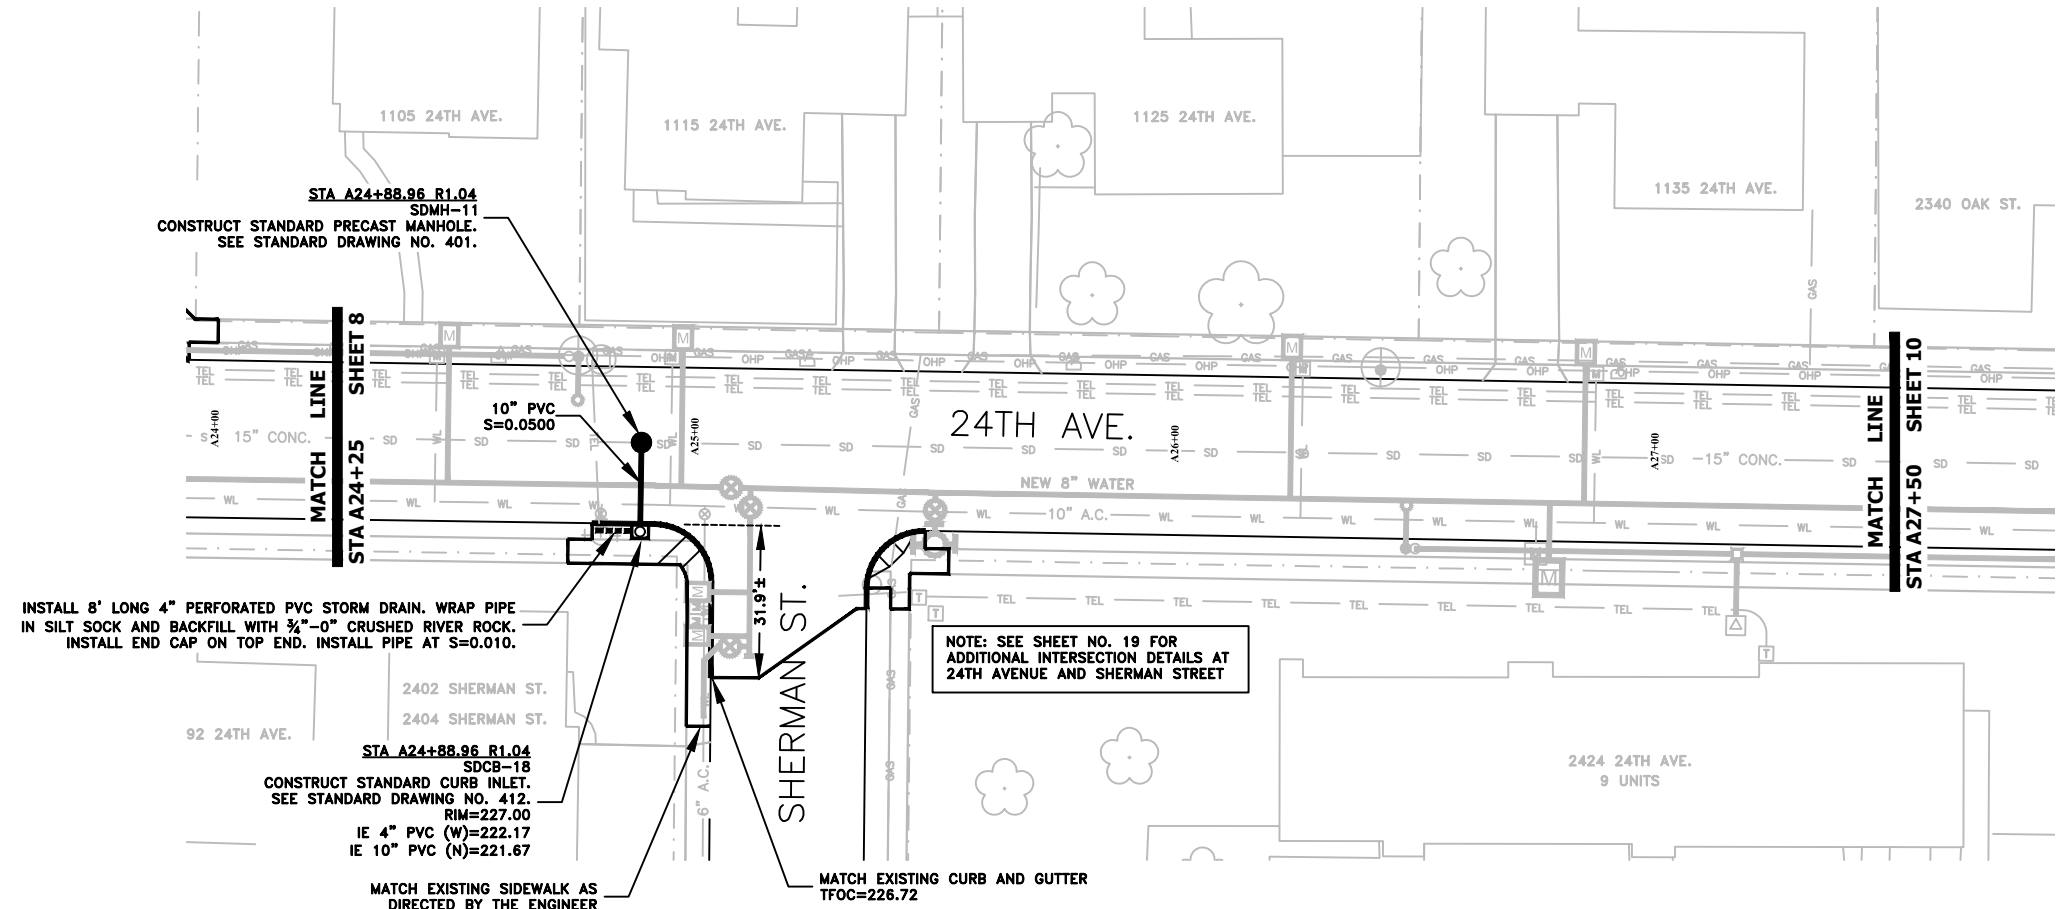 1105 24TH AVE.
1115 24TH AVE.
1125 24TH AVE.
1135 24TH AVE.
2340 OAK ST.
STA A24+88.96 R1.04
SDMH-11
CONSTRUCT STANDARD PRECAST MANHOLE.
SEE STANDARD DRAWING NO. 401.
MATCH LINE
STA A24+25 SHEET 8
10" PVC
S=0.0500
A24+00
15" CONC.
A25+00
24TH AVE.
A26+00
A27+00
15" CONC.
NEW 8" WATER
10" A.C.
MATCH LINE
STA A27+50 SHEET 10
GAS
OHP
TEL
SD
WL
M
T
INSTALL 8' LONG 4" PERFORATED PVC STORM DRAIN. WRAP PIPE
IN SILT SOCK AND BACKFILL WITH ¾"-0" CRUSHED RIVER ROCK.
INSTALL END CAP ON TOP END. INSTALL PIPE AT S=0.010.
31.9'±
SHERMAN ST.
NOTE: SEE SHEET NO. 19 FOR
ADDITIONAL INTERSECTION DETAILS AT
24TH AVENUE AND SHERMAN STREET
2402 SHERMAN ST.
2404 SHERMAN ST.
92 24TH AVE.
6" A.C.
STA A24+88.96 R1.04
SDCB-18
CONSTRUCT STANDARD CURB INLET.
SEE STANDARD DRAWING NO. 412.
RIM=227.00
IE 4" PVC (W)=222.17
IE 10" PVC (N)=221.67
2424 24TH AVE.
9 UNITS
MATCH EXISTING SIDEWALK AS
DIRECTED BY THE ENGINEER
MATCH EXISTING CURB AND GUTTER
TFOC=226.72